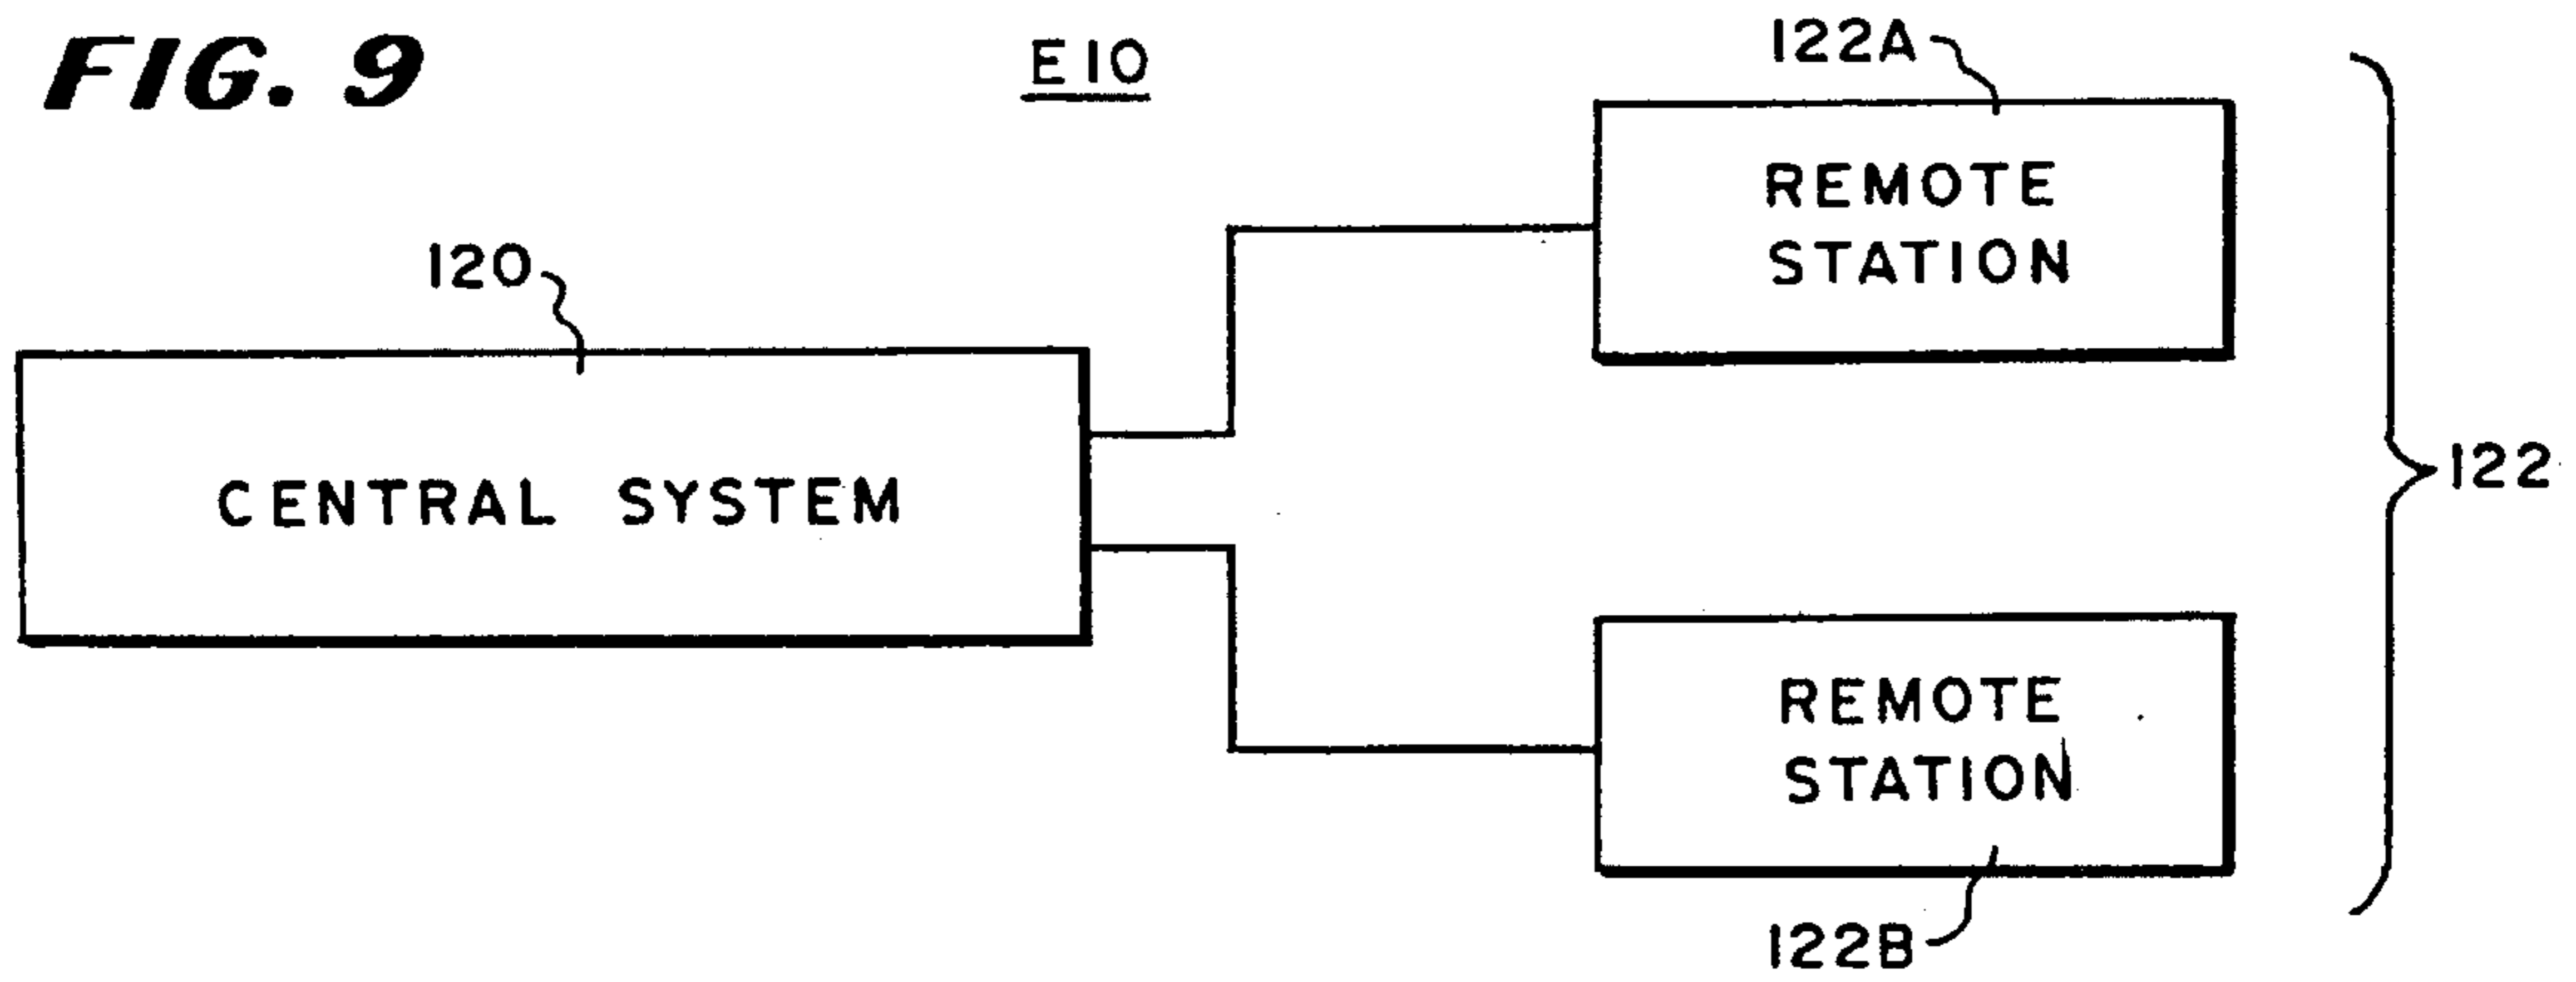 FIG. 9
E10
122A
REMOTE
STATION
120
CENTRAL SYSTEM
122
REMOTE
STATION
122B